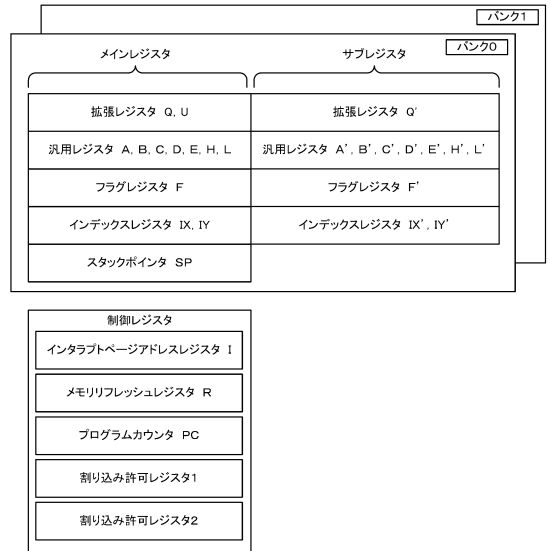 バンク1
バンク0
メインレジスタ
サブレジスタ
拡張レジスタ Q, U
拡張レジスタ Q'
汎用レジスタ A, B, C, D, E, H, L
汎用レジスタ A', B', C', D', E', H', L'
フラグレジスタ F
フラグレジスタ F'
インデックスレジスタ IX, IY
インデックスレジスタ IX', IY'
スタックポインタ SP
制御レジスタ
インタラプトページアドレスレジスタ I
メモリリフレッシュレジスタ R
プログラムカウンタ PC
割り込み許可レジスタ1
割り込み許可レジスタ2